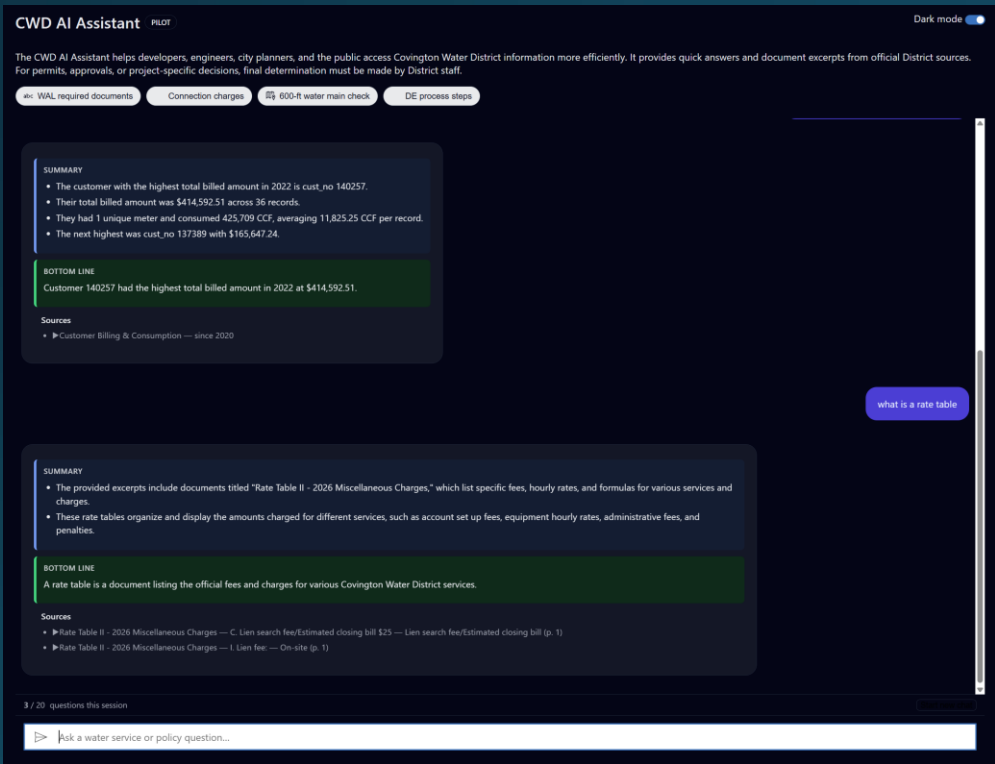 CWD AI Assistant PILOT
Dark mode
The CWD AI Assistant helps developers, engineers, city planners, and the public access Covington Water District information more efficiently. It provides quick answers and document excerpts from official District sources.
For permits, approvals, or project-specific decisions, final determination must be made by District staff.
abc WAL required documents
Connection charges
600-ft water main check
DE process steps
SUMMARY
• The customer with the highest total billed amount in 2022 is cust_no 140257.
• Their total billed amount was $414,592.51 across 36 records.
• They had 1 unique meter and consumed 425,709 CCF, averaging 11,825.25 CCF per record.
• The next highest was cust_no 137389 with $165,647.24.
BOTTOM LINE
Customer 140257 had the highest total billed amount in 2022 at $414,592.51.
Sources
• ▶Customer Billing & Consumption — since 2020
what is a rate table
SUMMARY
• The provided excerpts include documents titled "Rate Table II - 2026 Miscellaneous Charges," which list specific fees, hourly rates, and formulas for various services and
charges.
• These rate tables organize and display the amounts charged for different services, such as account set up fees, equipment hourly rates, administrative fees, and
penalties.
BOTTOM LINE
A rate table is a document listing the official fees and charges for various Covington Water District services.
Sources
• ▶Rate Table II - 2026 Miscellaneous Charges — C. Lien search fee/Estimated closing bill $25 — Lien search fee/Estimated closing bill (p. 1)
• ▶Rate Table II - 2026 Miscellaneous Charges — I. Lien fee: — On-site (p. 1)
3 / 20 questions this session
Ask a water service or policy question...